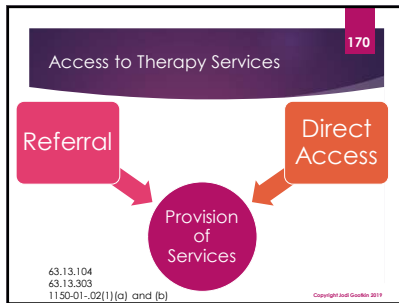 170
Access to Therapy Services
Referral
Direct
Access
Provision
of
Services
63.13.104
63.13.303
1150-01-.02(1)(a) and (b)
Copyright Jodi Gootkin 2019